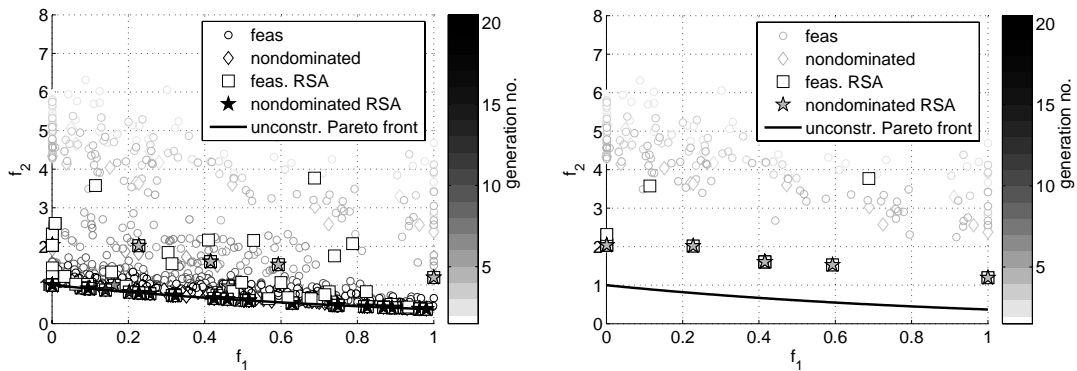 8
7
6
5
4
3
2
1
0
f2
0 0.2 0.4 0.6 0.8 1
f1
feas
nondominated
feas. RSA
nondominated RSA
unconstr. Pareto front
20
15
10
5
generation no.
8
7
6
5
4
3
2
1
0
f2
0 0.2 0.4 0.6 0.8 1
f1
feas
nondominated
feas. RSA
nondominated RSA
unconstr. Pareto front
20
15
10
5
generation no.